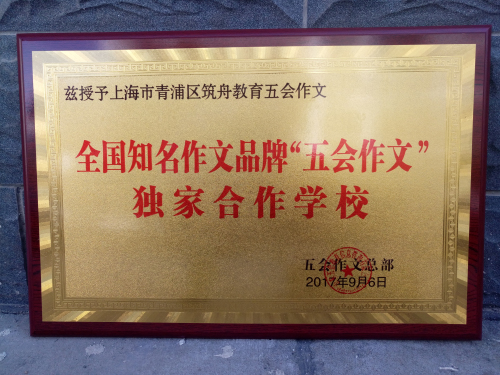 兹授予上海市青浦区筑舟教育五会作文
全国知名作文品牌“五会作文”
独家合作学校
五会作文总部
2017年9月6日